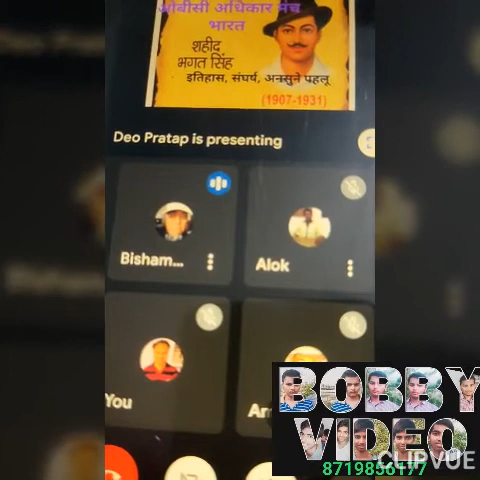 ओबीसी अधिकार मंच
भारत
शहीद
भगत सिंह
इतिहास, संघर्ष, अनसुने पहलू
(1907-1931)
Deo Pratap is presenting
Bisham...
Alok
You
BOBBY
VIDEO
CLIPVUE
8719856177